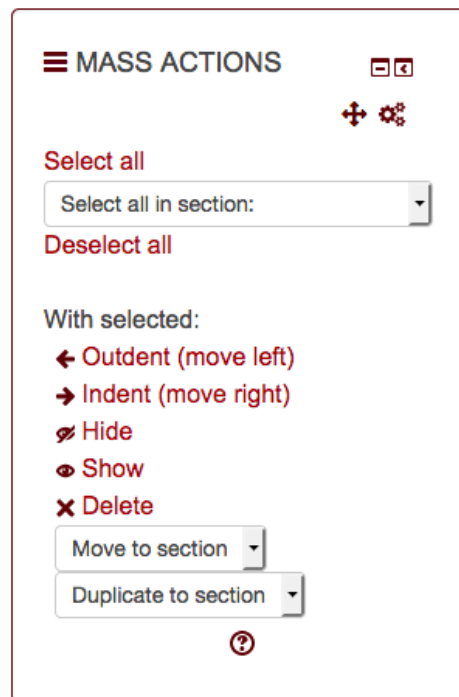 MASS ACTIONS
Select all
Select all in section:
Deselect all
With selected:
Outdent (move left)
Indent (move right)
Hide
Show
Delete
Move to section
Duplicate to section